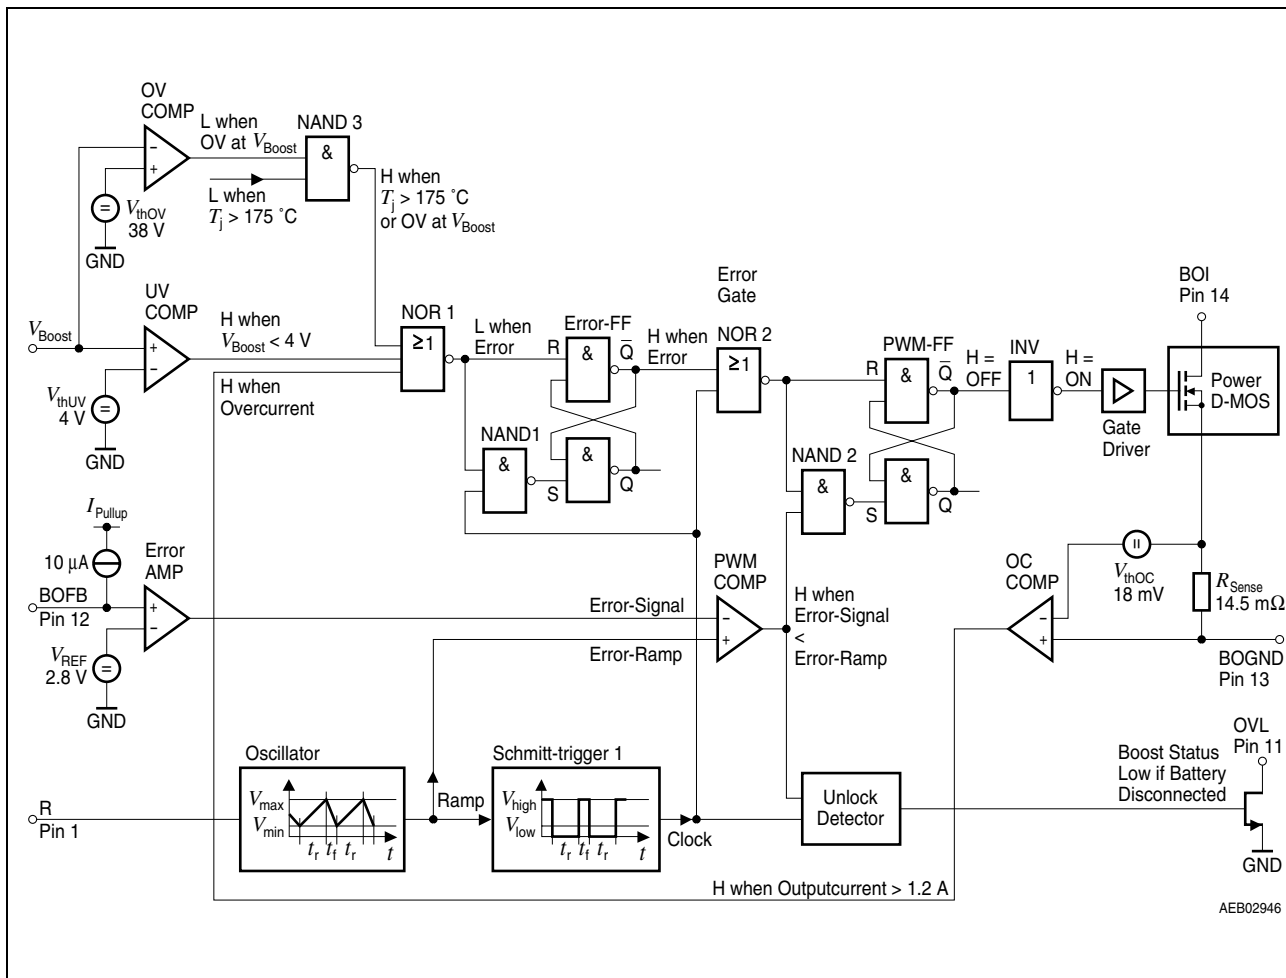 OV
COMP
L when
OV at VBoost
NAND 3
&
−
+
L when
Tj > 175 ˚C
H when
Tj > 175 ˚C
or OV at VBoost
=
VthOV
38 V
GND
UV
COMP
VBoost
H when
VBoost < 4 V
+
−
H when
Overcurrent
=
VthUV
4 V
GND
NOR 1
≥1
L when
Error
Error-FF
R
&
Q
H when
Error
NAND1
&
S
&
Q
Error
Gate
NOR 2
≥1
PWM-FF
R
&
Q
H =
OFF
INV
1
H =
ON
Gate
Driver
BOI
Pin 14
Power
D-MOS
NAND 2
&
S
&
Q
IPullup
10 µA
Error
AMP
BOFB
Pin 12
+
−
=
VREF
2.8 V
GND
Error-Signal
Error-Ramp
PWM
COMP
−
+
H when
Error-Signal
<
Error-Ramp
OC
COMP
−
+
=
VthOC
18 mV
RSense
14.5 mΩ
BOGND
Pin 13
Oscillator
Vmax
Vmin
tr tf tr t
R
Pin 1
Ramp
Schmitt-trigger 1
Vhigh
Vlow
tr tf tr t
Clock
Unlock
Detector
Boost Status
Low if Battery
Disconnected
OVL
Pin 11
GND
H when Outputcurrent > 1.2 A
AEB02946